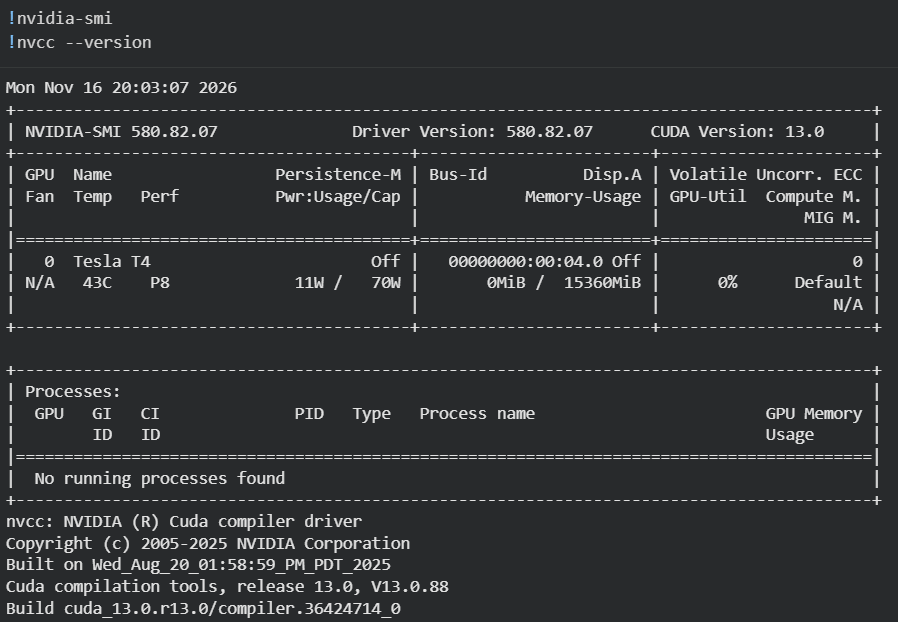 !nvidia-smi
!nvcc --version
Mon Nov 16 20:03:07 2026
+-----------------------------------------------------------------------------------------+
| NVIDIA-SMI 580.82.07              Driver Version: 580.82.07      CUDA Version: 13.0     |
+-----------------------------------------+------------------------+----------------------+
| GPU  Name                 Persistence-M | Bus-Id          Disp.A | Volatile Uncorr. ECC |
| Fan  Temp   Perf          Pwr:Usage/Cap |           Memory-Usage | GPU-Util  Compute M. |
|                                         |                        |               MIG M. |
|=========================================+========================+======================|
|   0  Tesla T4                       Off |   00000000:00:04.0 Off |                    0 |
| N/A   43C    P8             11W /   70W |       0MiB /  15360MiB |      0%      Default |
|                                         |                        |                  N/A |
+-----------------------------------------+------------------------+----------------------+
+-----------------------------------------------------------------------------------------+
| Processes:                                                                              |
|  GPU   GI   CI              PID   Type   Process name                        GPU Memory |
|        ID   ID                                                               Usage      |
|=========================================================================================|
|  No running processes found                                                             |
+-----------------------------------------------------------------------------------------+
nvcc: NVIDIA (R) Cuda compiler driver
Copyright (c) 2005-2025 NVIDIA Corporation
Built on Wed_Aug_20_01:58:59_PM_PDT_2025
Cuda compilation tools, release 13.0, V13.0.88
Build cuda_13.0.r13.0/compiler.36424714_0